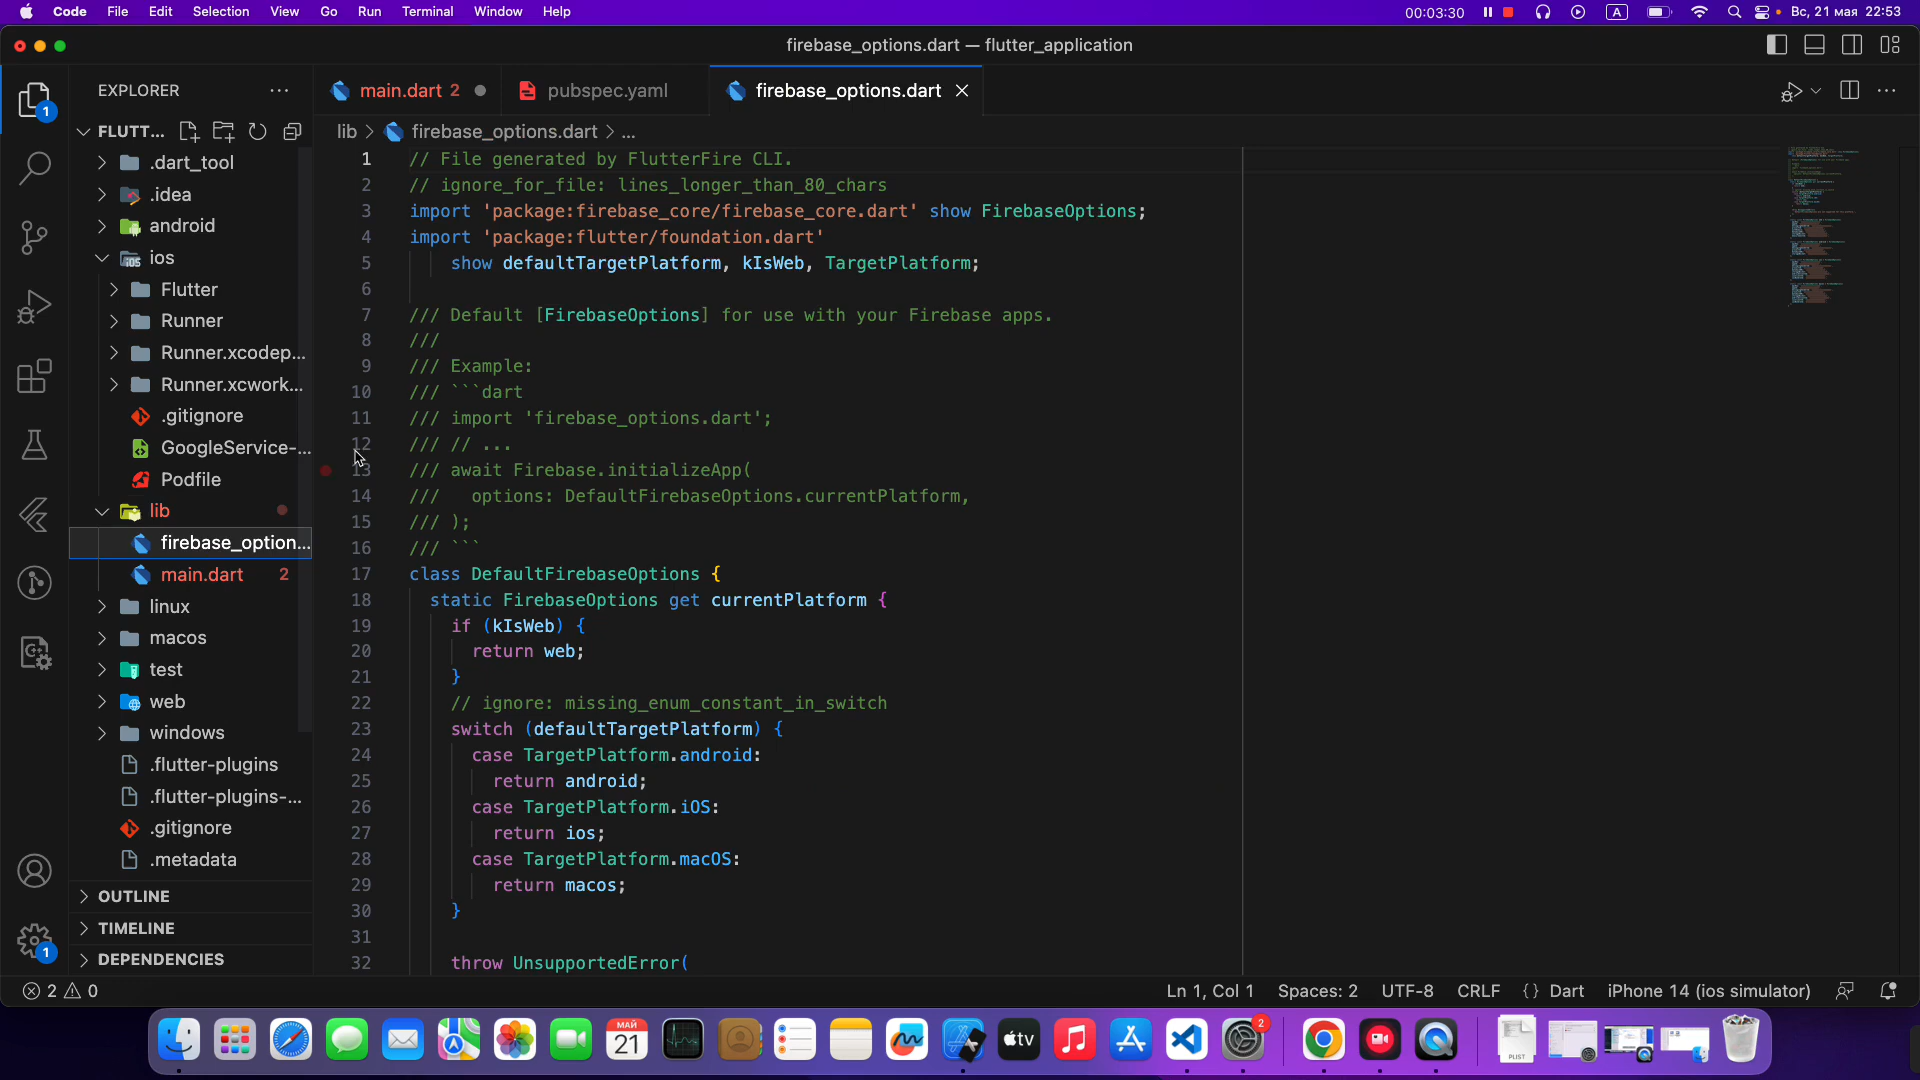 Code File Edit Selection View Go Run Terminal Window Help 00:03:30 A Вс, 21 мая 22:53
firebase_options.dart — flutter_application
EXPLORER
main.dart 2
pubspec.yaml
firebase_options.dart
FLUTT...
lib > firebase_options.dart > ...
.dart_tool
.idea
android
ios
Flutter
Runner
Runner.xcodep...
Runner.xcwork...
.gitignore
GoogleService-...
Podfile
lib
firebase_option...
main.dart 2
linux
macos
test
web
windows
.flutter-plugins
.flutter-plugins-...
.gitignore
.metadata
OUTLINE
TIMELINE
DEPENDENCIES
1
1
1 // File generated by FlutterFire CLI.
2 // ignore_for_file: lines_longer_than_80_chars
3 import 'package:firebase_core/firebase_core.dart' show FirebaseOptions;
4 import 'package:flutter/foundation.dart'
5 show defaultTargetPlatform, kIsWeb, TargetPlatform;
6
7 /// Default [FirebaseOptions] for use with your Firebase apps.
8 ///
9 /// Example:
10 /// ```dart
11 /// import 'firebase_options.dart';
12 /// // ...
13 /// await Firebase.initializeApp(
14 /// options: DefaultFirebaseOptions.currentPlatform,
15 /// );
16 /// ```
17 class DefaultFirebaseOptions {
18 static FirebaseOptions get currentPlatform {
19 if (kIsWeb) {
20 return web;
21 }
22 // ignore: missing_enum_constant_in_switch
23 switch (defaultTargetPlatform) {
24 case TargetPlatform.android:
25 return android;
26 case TargetPlatform.iOS:
27 return ios;
28 case TargetPlatform.macOS:
29 return macos;
30 }
31
32 throw UnsupportedError(
2 0 Ln 1, Col 1 Spaces: 2 UTF-8 CRLF {} Dart iPhone 14 (ios simulator)
МАЙ
21
tv
2
PLIST